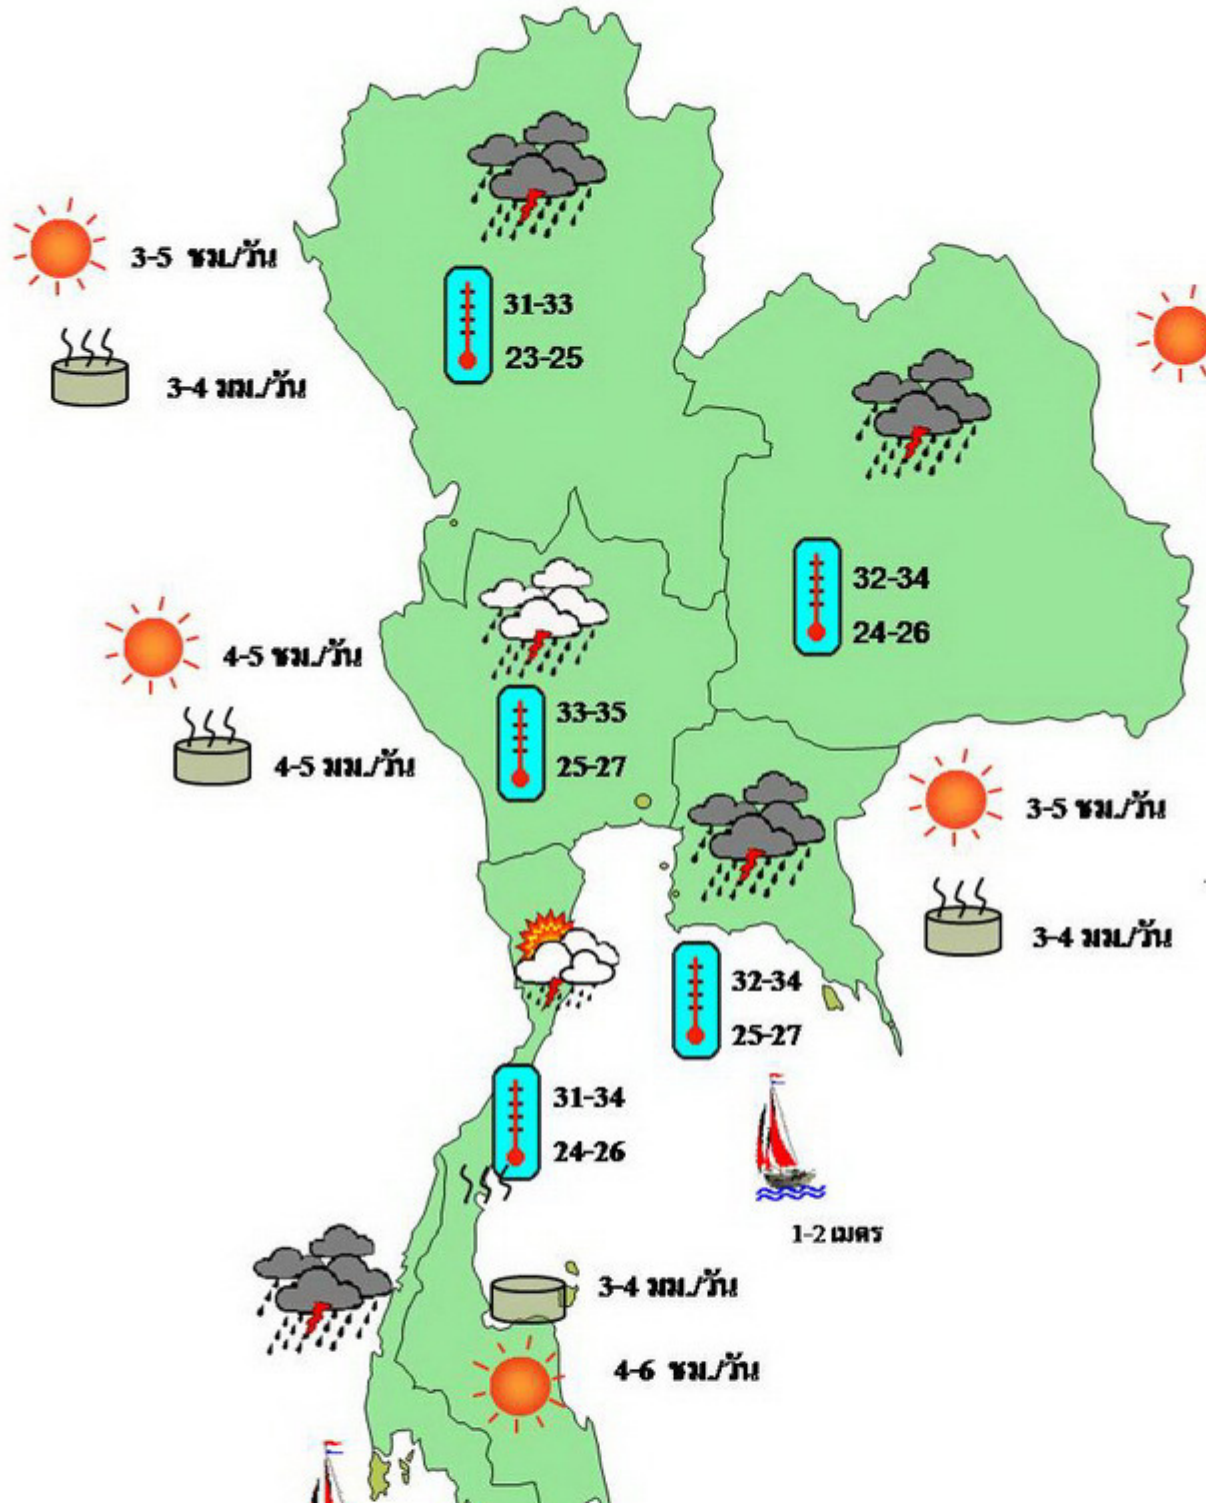 3-5 ชม./วัน
31-33
23-25
3-4 มม./วัน
32-34
24-26
4-5 ชม./วัน
33-35
25-27
4-5 มม./วัน
3-5 ชม./วัน
3-4 มม./วัน
32-34
25-27
31-34
24-26
1-2 เมตร
3-4 มม./วัน
4-6 ชม./วัน